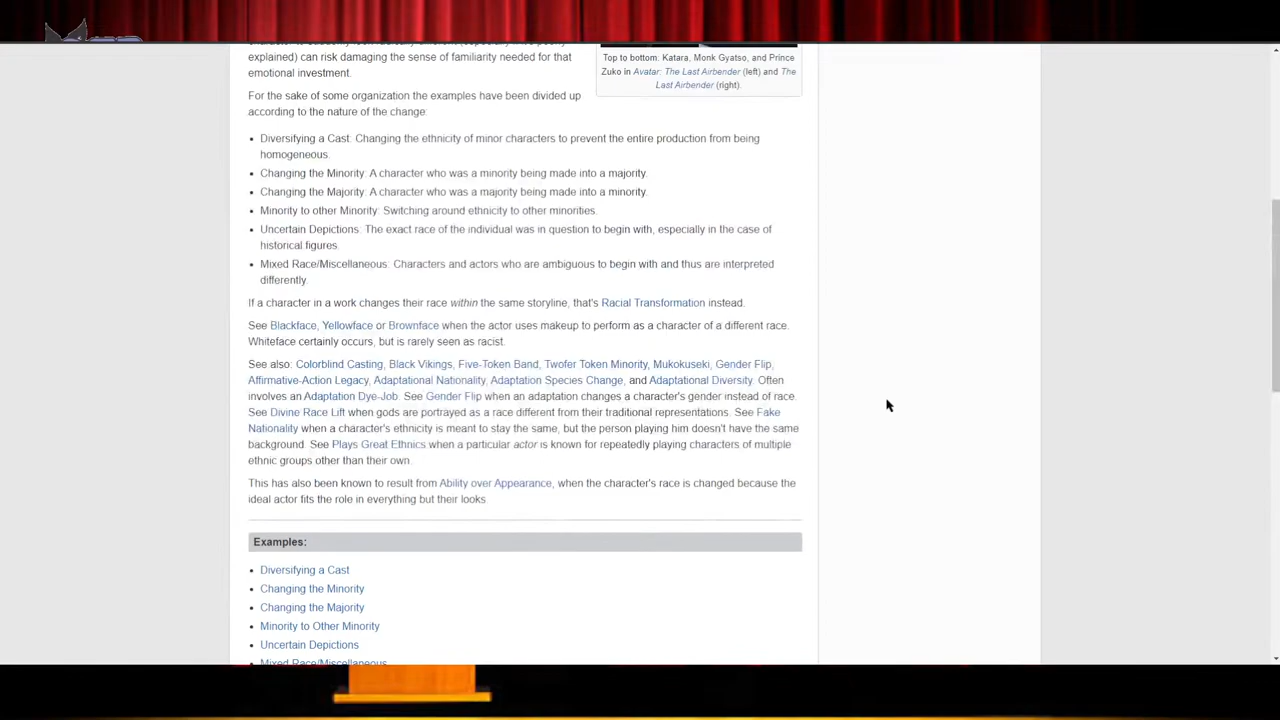 character to suddenly look radically different (especially if it's poorly
explained) can risk damaging the sense of familiarity needed for that
emotional investment.
Top to bottom: Katara, Monk Gyatso, and Prince
Zuko in Avatar: The Last Airbender (left) and The
Last Airbender (right).
For the sake of some organization the examples have been divided up
according to the nature of the change:
• Diversifying a Cast: Changing the ethnicity of minor characters to prevent the entire production from being
homogeneous.
• Changing the Minority: A character who was a minority being made into a majority.
• Changing the Majority: A character who was a majority being made into a minority.
• Minority to other Minority: Switching around ethnicity to other minorities.
• Uncertain Depictions: The exact race of the individual was in question to begin with, especially in the case of
historical figures.
• Mixed Race/Miscellaneous: Characters and actors who are ambiguous to begin with and thus are interpreted
differently.
If a character in a work changes their race within the same storyline, that's Racial Transformation instead.
See Blackface, Yellowface or Brownface when the actor uses makeup to perform as a character of a different race.
Whiteface certainly occurs, but is rarely seen as racist.
See also: Colorblind Casting, Black Vikings, Five-Token Band, Twofer Token Minority, Mukokuseki, Gender Flip,
Affirmative-Action Legacy, Adaptational Nationality, Adaptation Species Change, and Adaptational Diversity. Often
involves an Adaptation Dye-Job. See Gender Flip when an adaptation changes a character's gender instead of race.
See Divine Race Lift when gods are portrayed as a race different from their traditional representations. See Fake
Nationality when a character's ethnicity is meant to stay the same, but the person playing him doesn't have the same
background. See Plays Great Ethnics when a particular actor is known for repeatedly playing characters of multiple
ethnic groups other than their own.
This has also been known to result from Ability over Appearance, when the character's race is changed because the
ideal actor fits the role in everything but their looks.
Examples:
• Diversifying a Cast
• Changing the Minority
• Changing the Majority
• Minority to Other Minority
• Uncertain Depictions
• Mixed Race/Miscellaneous